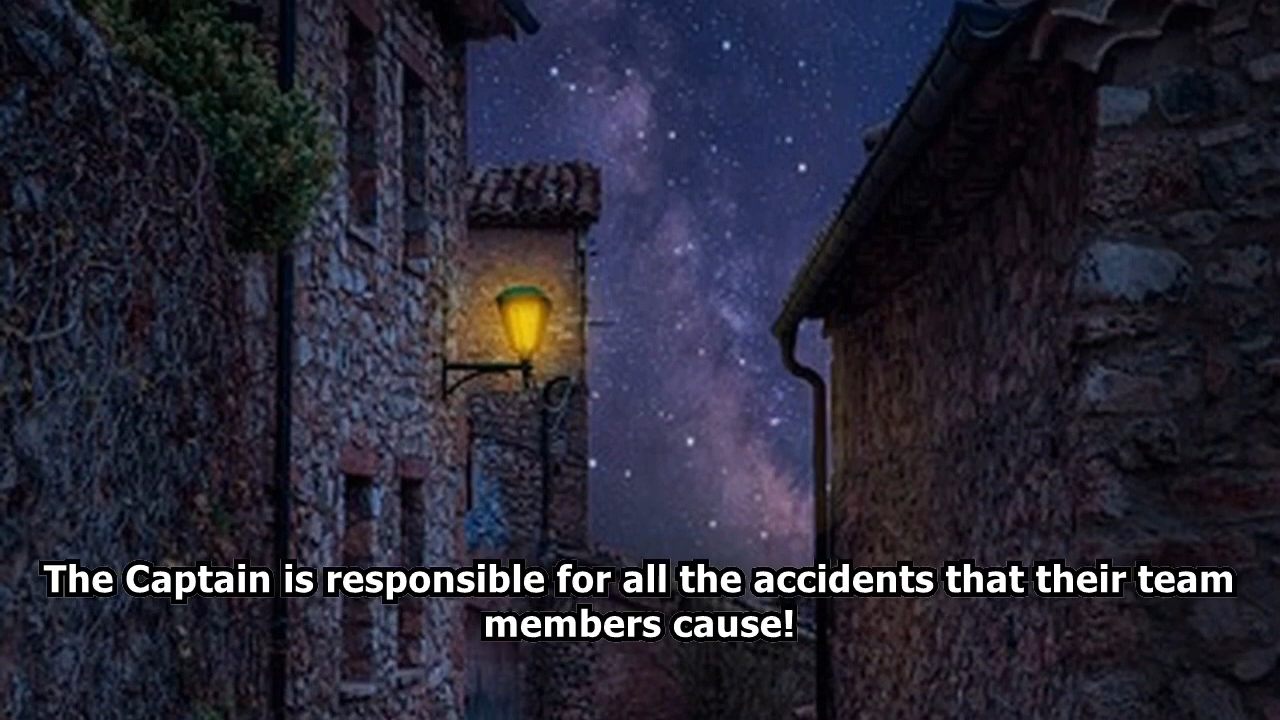 The Captain is responsible for all the accidents that their team
members cause!